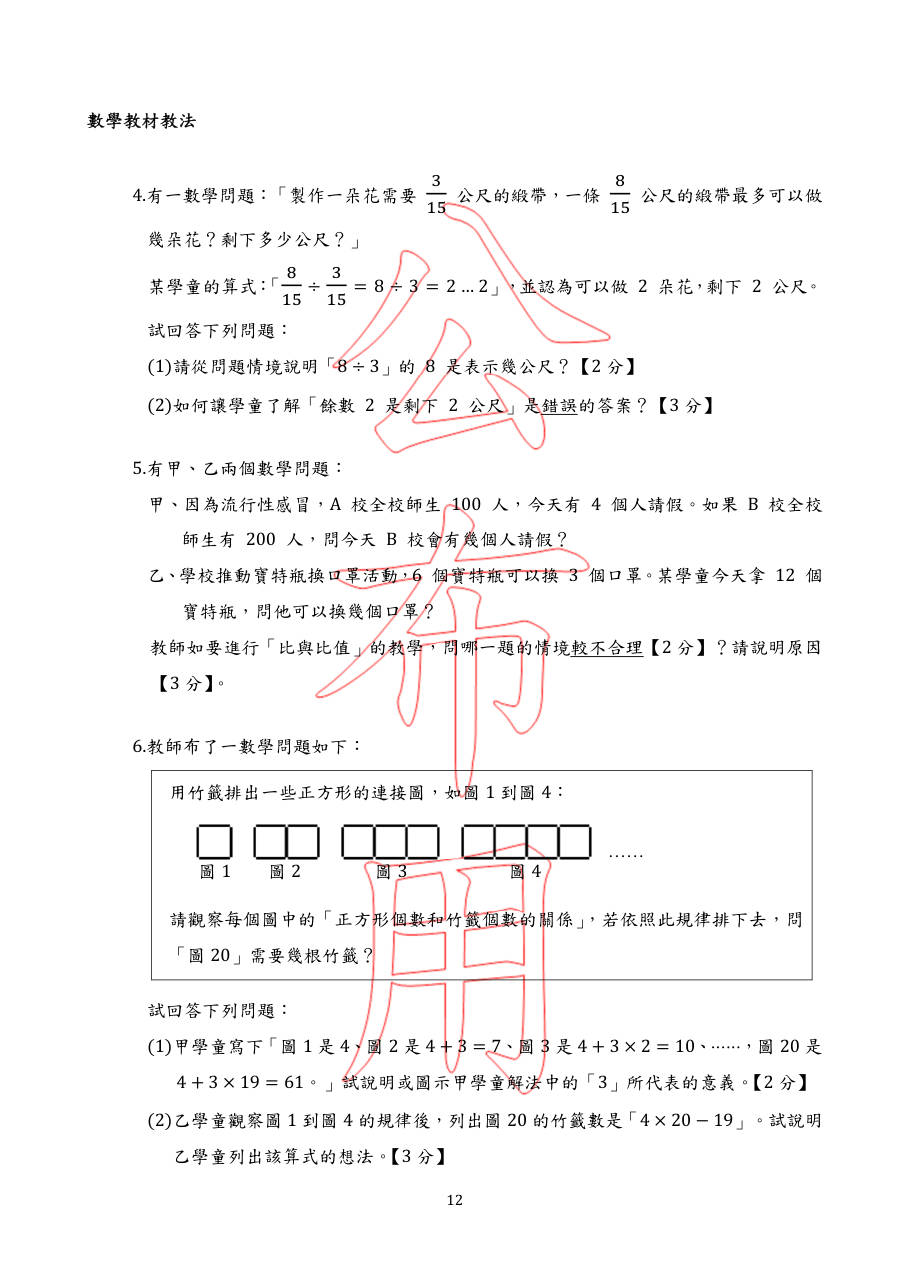 數學教材教法
4.有一數學問題：「製作一朵花需要 3/15 公尺的緞帶，一條 8/15 公尺的緞帶最多可以做
幾朵花？剩下多少公尺？」
某學童的算式：「8/15 ÷ 3/15 = 8 ÷ 3 = 2 … 2」，並認為可以做 2 朵花，剩下 2 公尺。
試回答下列問題：
(1)請從問題情境說明「8 ÷ 3」的 8 是表示幾公尺？【2 分】
(2)如何讓學童了解「餘數 2 是剩下 2 公尺」是錯誤的答案？【3 分】
5.有甲、乙兩個數學問題：
甲、因為流行性感冒，A 校全校師生 100 人，今天有 4 個人請假。如果 B 校全校
師生有 200 人，問今天 B 校會有幾個人請假？
乙、學校推動寶特瓶換口罩活動，6 個寶特瓶可以換 3 個口罩。某學童今天拿 12 個
寶特瓶，問他可以換幾個口罩？
教師如要進行「比與比值」的教學，問哪一題的情境較不合理【2 分】？請說明原因
【3 分】。
6.教師布了一數學問題如下：
用竹籤排出一些正方形的連接圖，如圖 1 到圖 4：
……
圖 1 圖 2 圖 3 圖 4
請觀察每個圖中的「正方形個數和竹籤個數的關係」，若依照此規律排下去，問
「圖 20」需要幾根竹籤？
試回答下列問題：
(1)甲學童寫下「圖 1 是 4、圖 2 是 4 + 3 = 7、圖 3 是 4 + 3 × 2 = 10、……，圖 20 是
4 + 3 × 19 = 61。」試說明或圖示甲學童解法中的「3」所代表的意義。【2 分】
(2)乙學童觀察圖 1 到圖 4 的規律後，列出圖 20 的竹籤數是「4 × 20 − 19」。試說明
乙學童列出該算式的想法。【3 分】
12
公布用